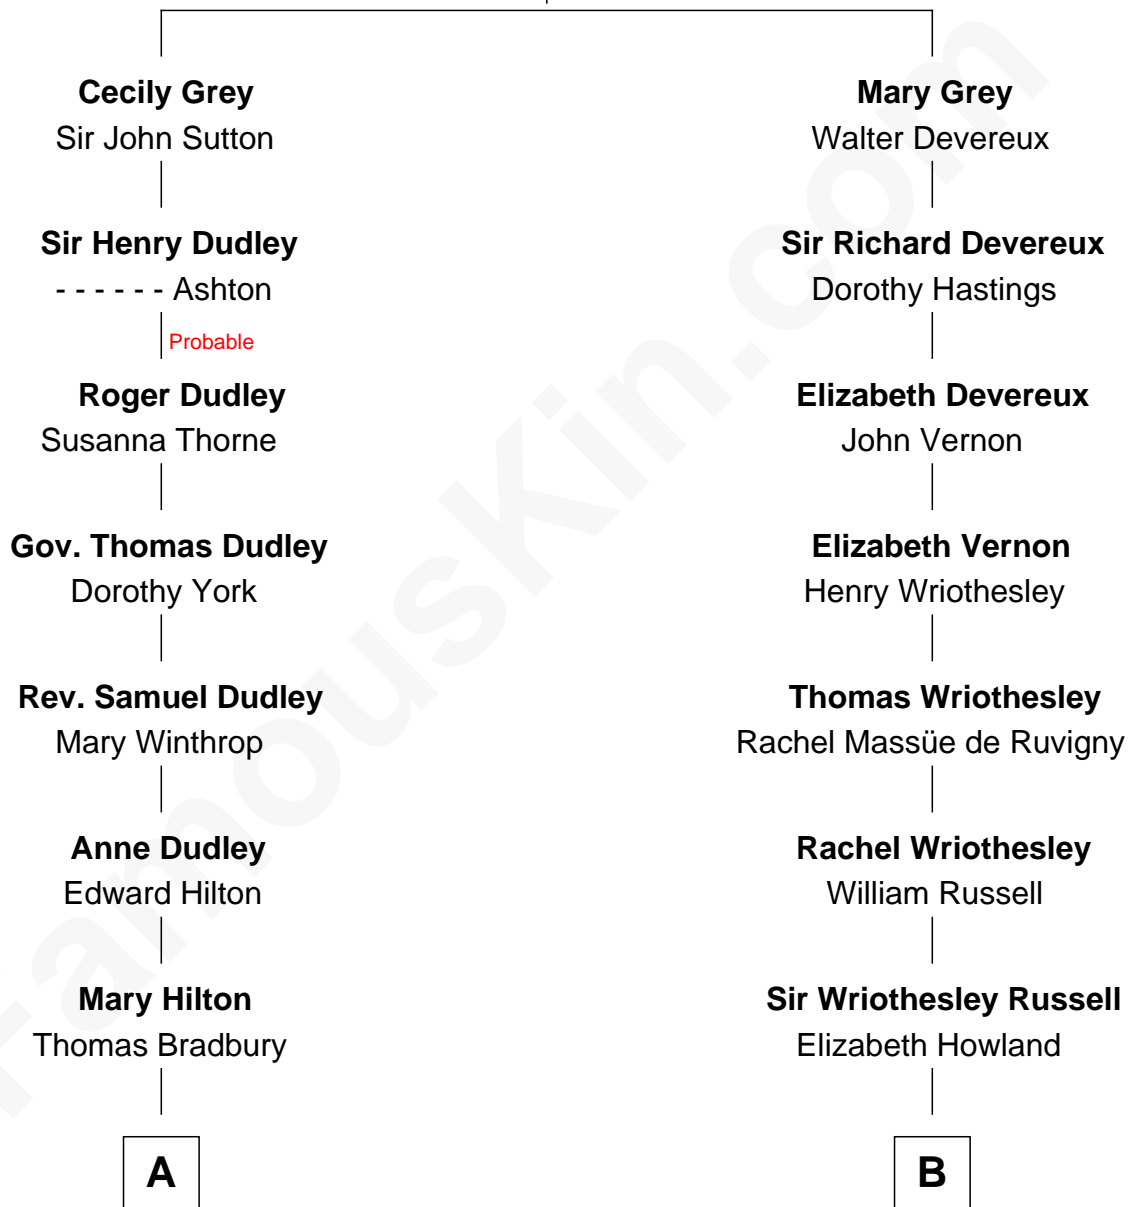 Cecily Grey
Sir John Sutton
Sir Henry Dudley
- - - - - - Ashton
Probable
Roger Dudley
Susanna Thorne
Gov. Thomas Dudley
Dorothy York
Rev. Samuel Dudley
Mary Winthrop
Anne Dudley
Edward Hilton
Mary Hilton
Thomas Bradbury
A
Mary Grey
Walter Devereux
Sir Richard Devereux
Dorothy Hastings
Elizabeth Devereux
John Vernon
Elizabeth Vernon
Henry Wriothesley
Thomas Wriothesley
Rachel Massüe de Ruvigny
Rachel Wriothesley
William Russell
Sir Wriothesley Russell
Elizabeth Howland
B
FamousKin.com